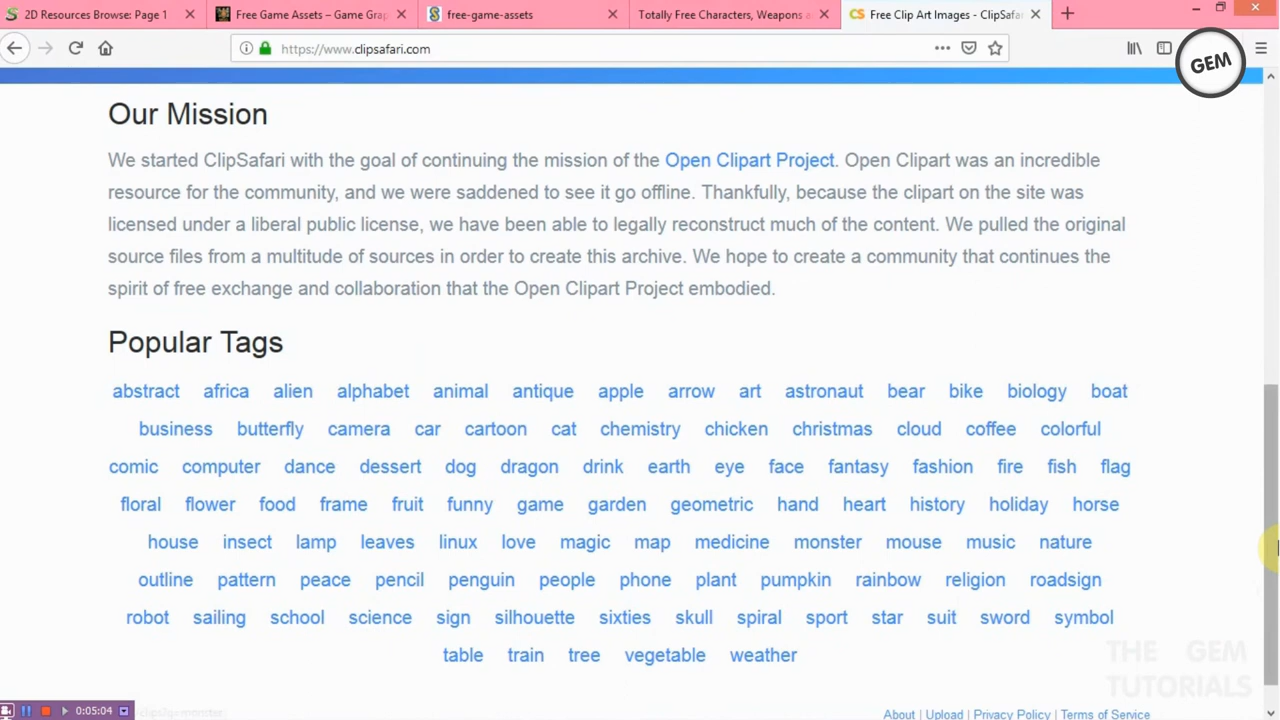 2D Resources Browse: Page 1
Free Game Assets – Game Grap
free-game-assets
Totally Free Characters, Weapons a
CS Free Clip Art Images - ClipSafar
https://www.clipsafari.com
GEM
Our Mission
We started ClipSafari with the goal of continuing the mission of the Open Clipart Project. Open Clipart was an incredible
resource for the community, and we were saddened to see it go offline. Thankfully, because the clipart on the site was
licensed under a liberal public license, we have been able to legally reconstruct much of the content. We pulled the original
source files from a multitude of sources in order to create this archive. We hope to create a community that continues the
spirit of free exchange and collaboration that the Open Clipart Project embodied.
Popular Tags
abstract africa alien alphabet animal antique apple arrow art astronaut bear bike biology boat
business butterfly camera car cartoon cat chemistry chicken christmas cloud coffee colorful
comic computer dance dessert dog dragon drink earth eye face fantasy fashion fire fish flag
floral flower food frame fruit funny game garden geometric hand heart history holiday horse
house insect lamp leaves linux love magic map medicine monster mouse music nature
outline pattern peace pencil penguin people phone plant pumpkin rainbow religion roadsign
robot sailing school science sign silhouette sixties skull spiral sport star suit sword symbol
table train tree vegetable weather
THE GEM
TUTORIALS
0:05:04
About | Upload | Privacy Policy | Terms of Service